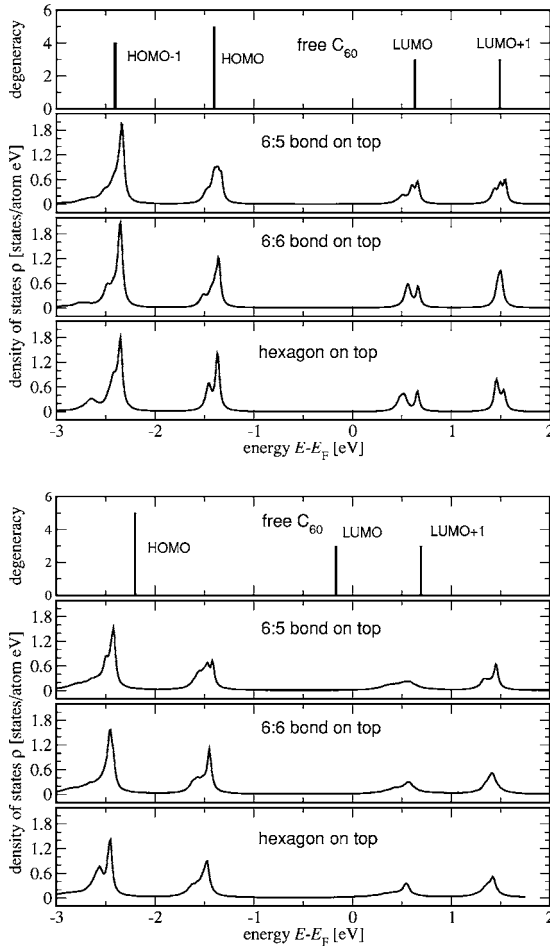 degeneracy
6
4
2
0
HOMO-1
HOMO
free C60
LUMO
LUMO+1
density of states ρ [states/atom eV]
1.8
1.2
0.6
0
6:5 bond on top
1.8
1.2
0.6
0
6:6 bond on top
1.8
1.2
0.6
0
hexagon on top
-3 -2 -1 0 1 2
energy E-EF [eV]
degeneracy
6
4
2
0
HOMO
free C60
LUMO
LUMO+1
density of states ρ [states/atom eV]
1.8
1.2
0.6
0
6:5 bond on top
1.8
1.2
0.6
0
6:6 bond on top
1.8
1.2
0.6
0
hexagon on top
-3 -2 -1 0 1 2
energy E-EF [eV]